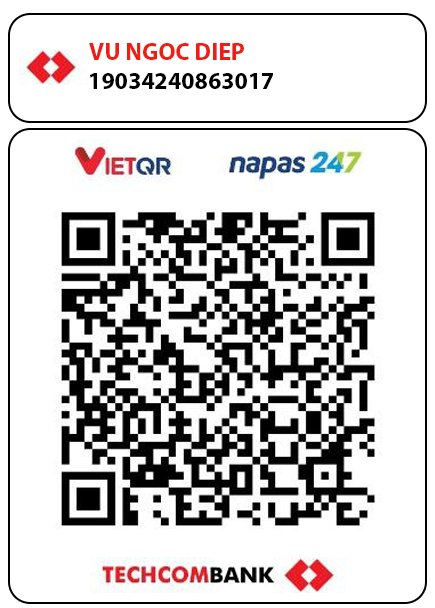 VU NGOC DIEP
19034240863017
VIETQR
napas 247
TECHCOMBANK